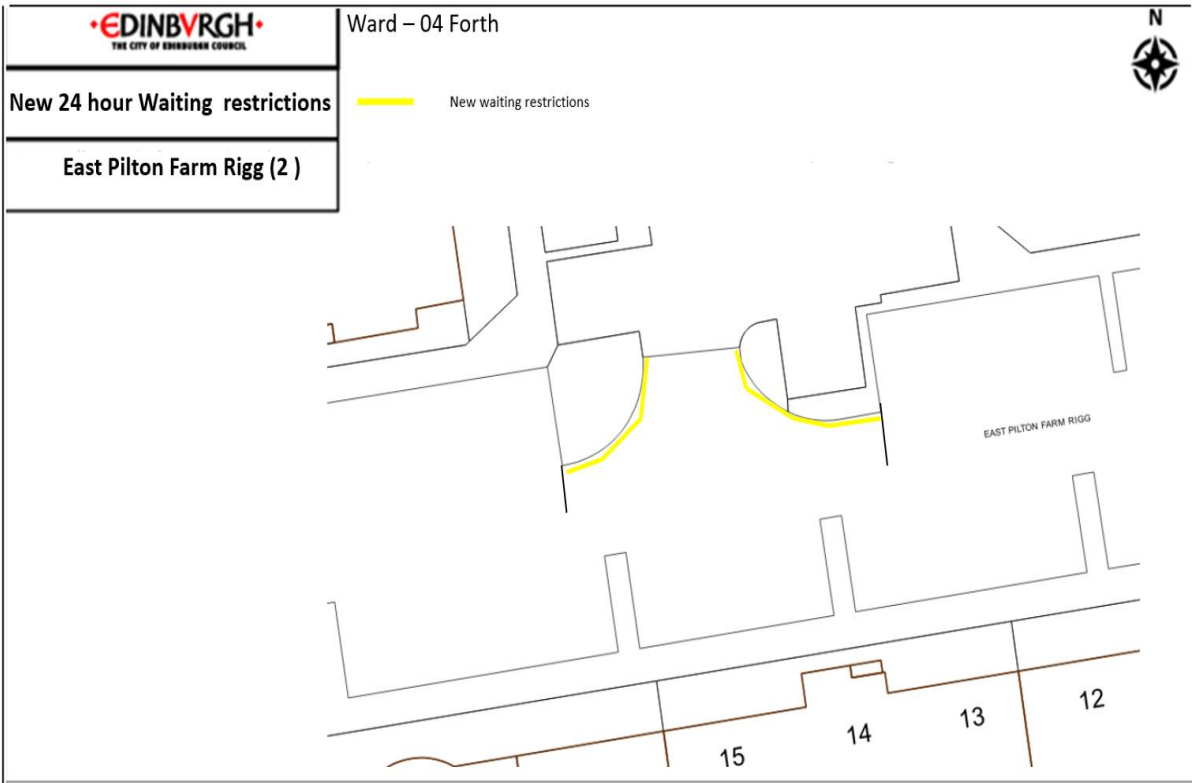 EDINBVRGH
THE CITY OF EDINBURGH COUNCIL
Ward – 04 Forth
N
New 24 hour Waiting restrictions
New waiting restrictions
East Pilton Farm Rigg (2 )
EAST PILTON FARM RIGG
15
14
13
12